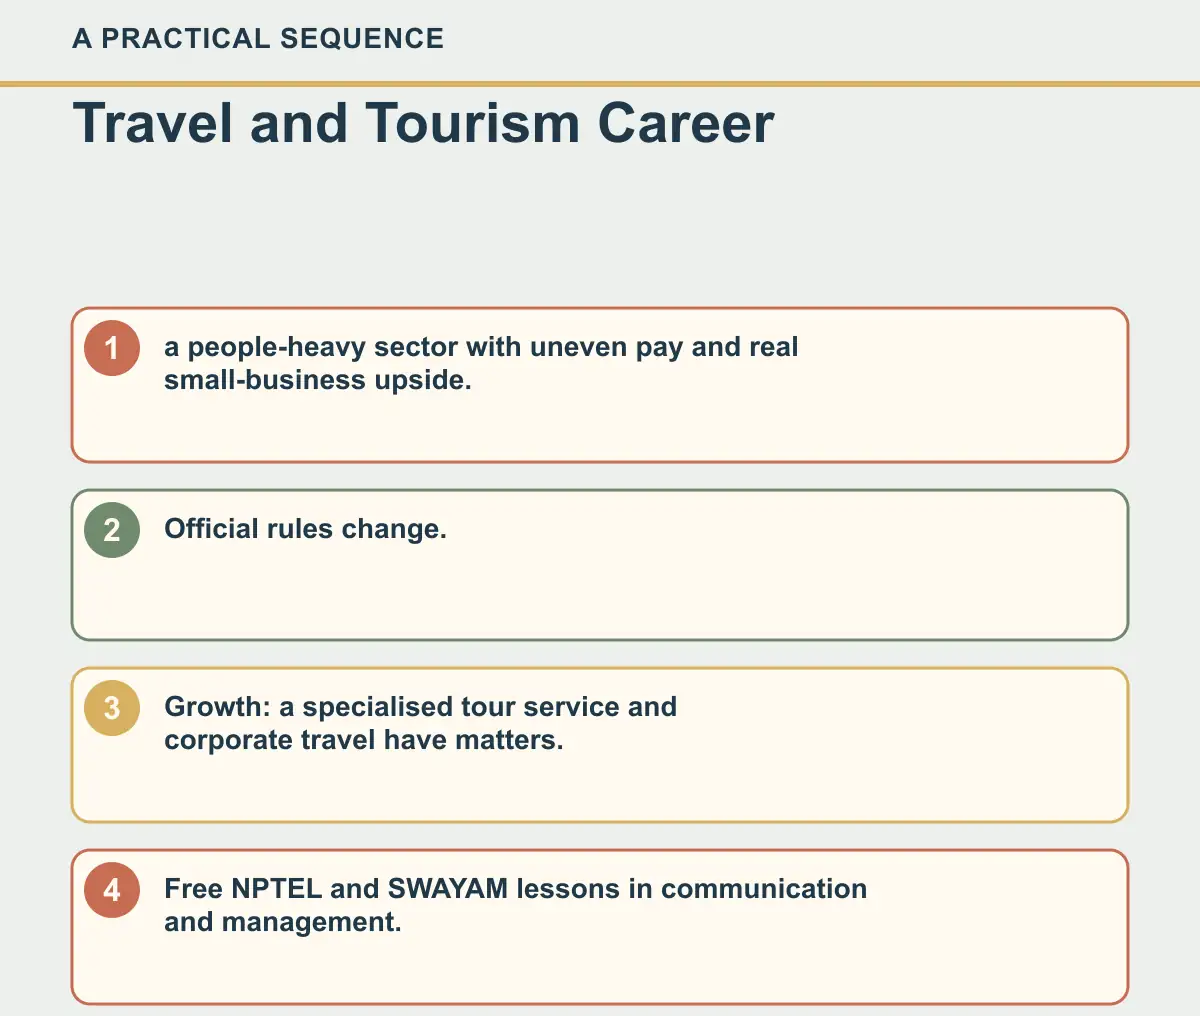 A PRACTICAL SEQUENCE
Travel and Tourism Career
1
a people-heavy sector with uneven pay and real
small-business upside.
2
Official rules change.
3
Growth: a specialised tour service and
corporate travel have matters.
4
Free NPTEL and SWAYAM lessons in communication
and management.